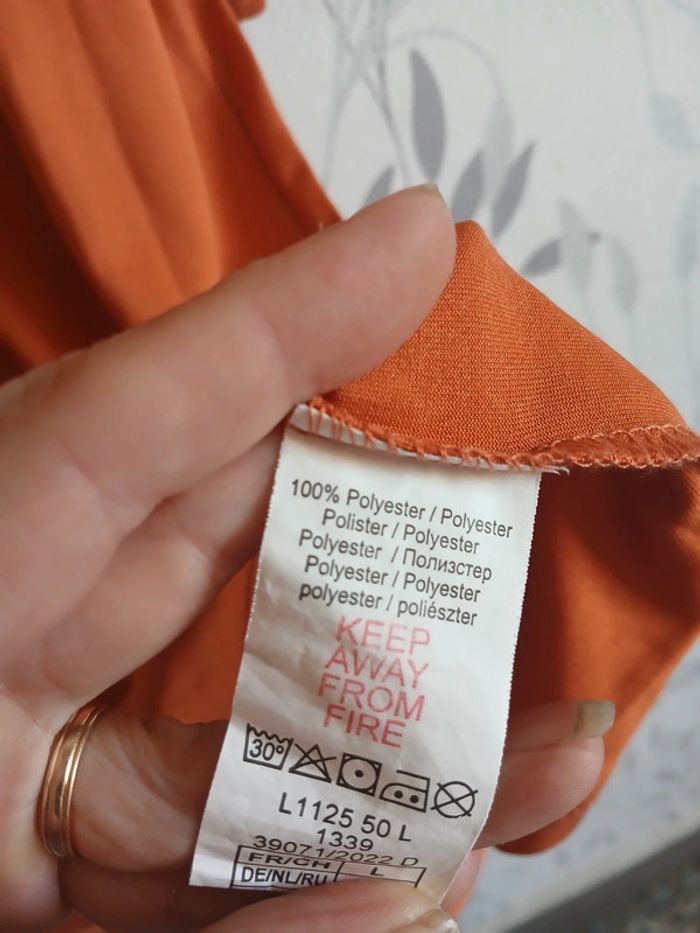 100% Polyester / Polyester
Polister / Polyester
Polyester / Полизстер
Polyester / Polyester
polyester / poliészter
KEEP
AWAY
FROM
FIRE
30°
L1125 50 L
1339
39071/2022 D
FR/CH L
DE/NL/RU